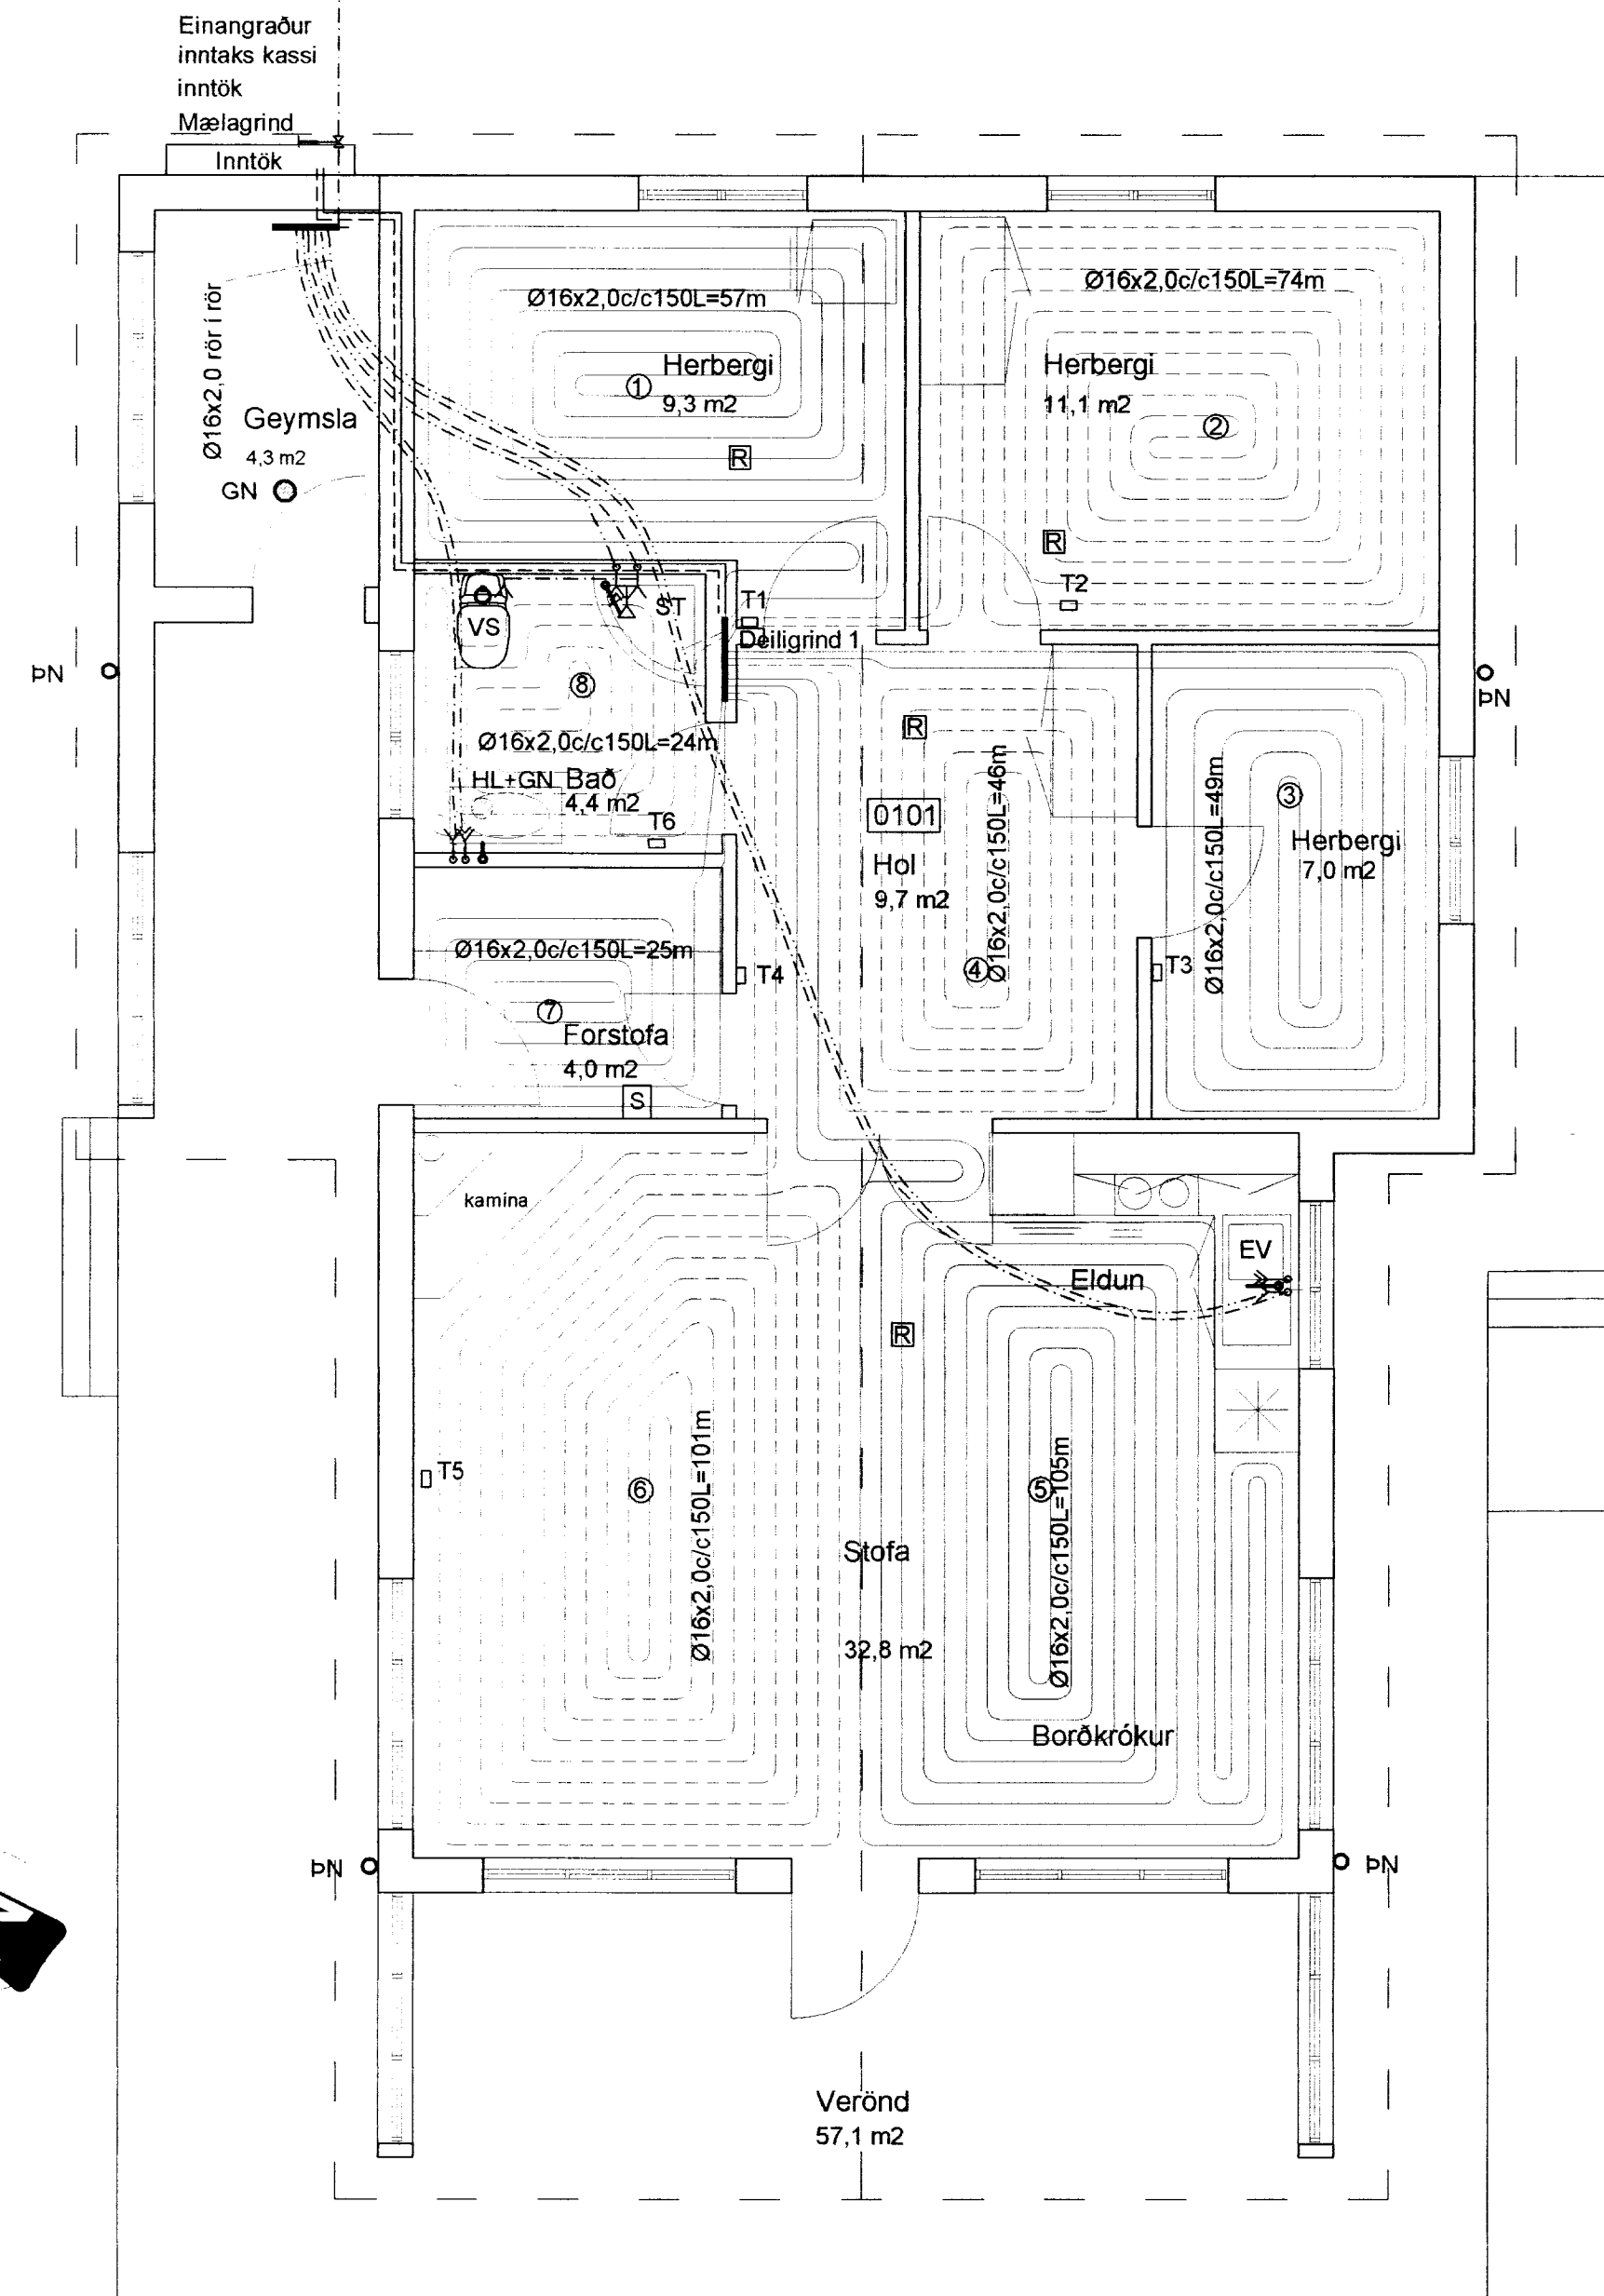 Einangraður
inntaks kassi
inntök
Mælagrind
Inntök
Ø16x2,0 rör í rör
Geymsla
4,3 m2
GN
Ø16x2,0c/c150L=57m
Herbergi
1
9,3 m2
R
Ø16x2,0c/c150L=74m
Herbergi
11,1 m2
2
R
T2
VS
ST
T1
Deiligrind 1
8
Ø16x2,0c/c150L=24m
HL+GN Bað
4,4 m2
T6
ÞN
ÞN
R
0101
Hol
9,7 m2
Ø16x2,0c/c150L=46m
4
T4
T3
Ø16x2,0c/c150L=49m
3
Herbergi
7,0 m2
Ø16x2,0c/c150L=25m
7
Forstofa
4,0 m2
S
kamína
EV
Eldun
R
T5
6
Ø16x2,0c/c150L=101m
5
Ø16x2,0c/c150L=105m
Stofa
32,8 m2
Borðkrókur
ÞN
ÞN
Verönd
57,1 m2